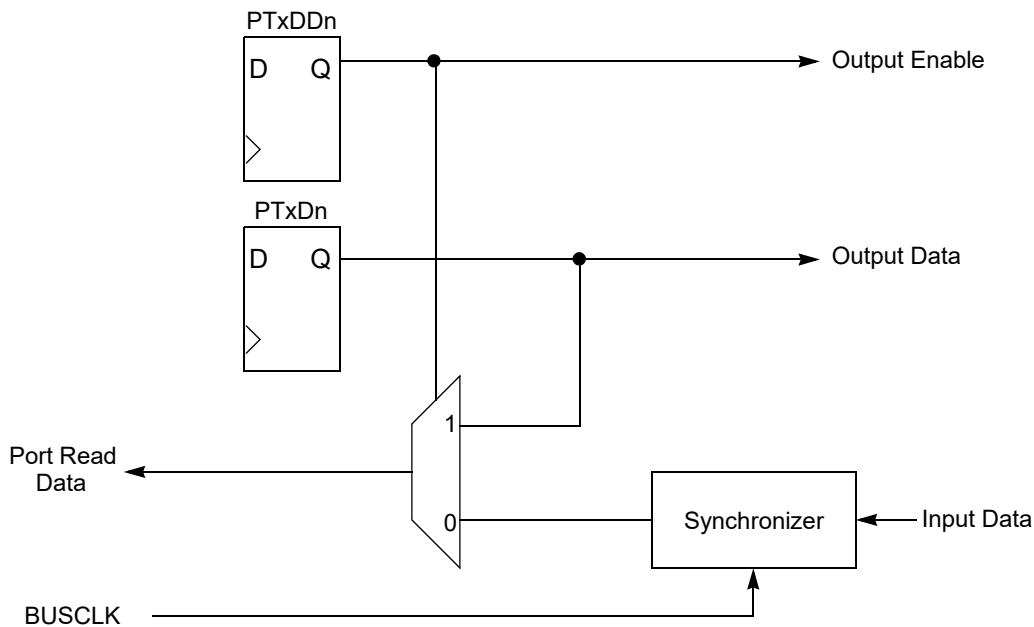 PTxDDn
D Q
Output Enable
PTxDn
D Q
Output Data
1
Port Read
Data
0
Synchronizer
Input Data
BUSCLK